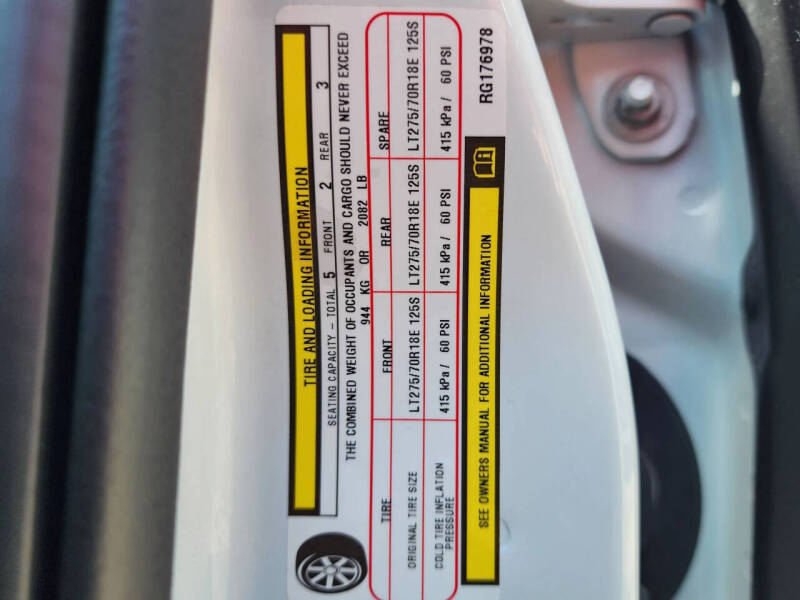 TIRE AND LOADING INFORMATION
SEATING CAPACITY - TOTAL 5 FRONT 2 REAR 3
THE COMBINED WEIGHT OF OCCUPANTS AND CARGO SHOULD NEVER EXCEED
944 KG OR 2082 LB
TIRE FRONT REAR SPARE
ORIGINAL TIRE SIZE LT275/70R18E 125S LT275/70R18E 125S LT275/70R18E 125S
COLD TIRE INFLATION
PRESSURE 415 kPa / 60 PSI 415 kPa / 60 PSI 415 kPa / 60 PSI
SEE OWNERS MANUAL FOR ADDITIONAL INFORMATION
RG176978